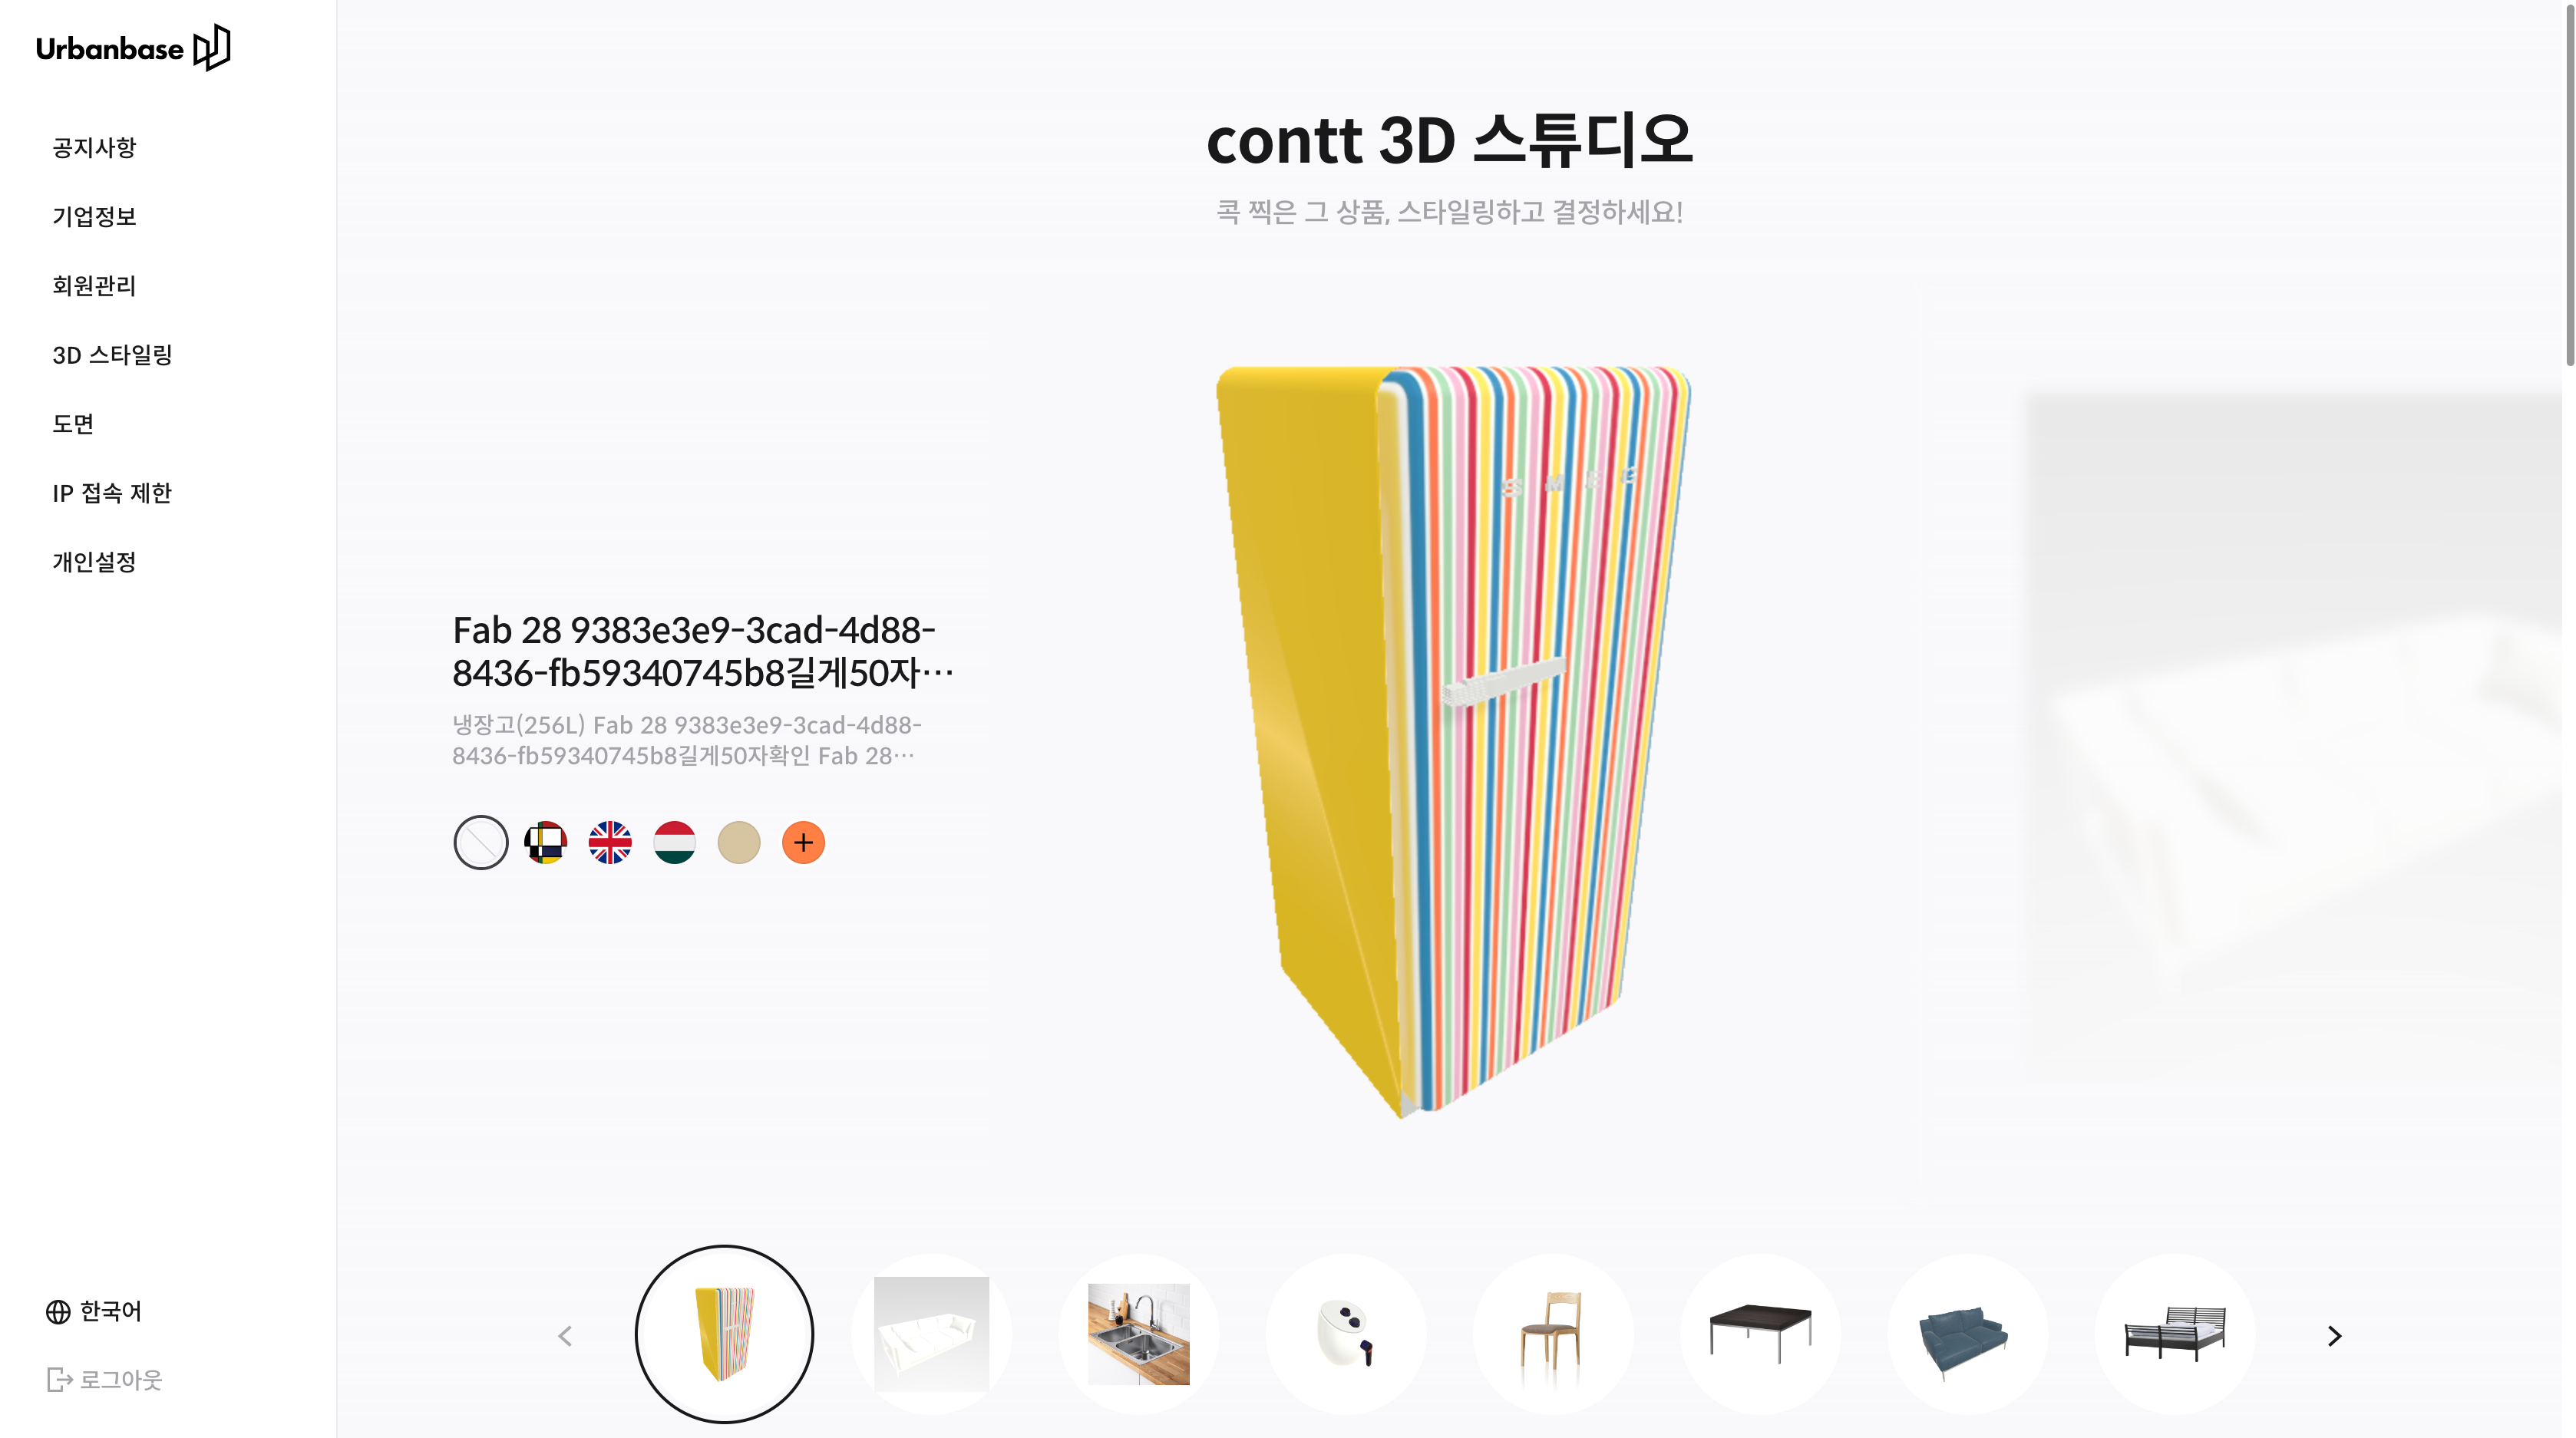 Urbanbase
공지사항
기업정보
회원관리
3D 스타일링
도면
IP 접속 제한
개인설정
한국어
로그아웃
contt 3D 스튜디오
콕 찍은 그 상품, 스타일링하고 결정하세요!
SMEG
Fab 28 9383e3e9-3cad-4d88-
8436-fb59340745b8길게50자…
냉장고(256L) Fab 28 9383e3e9-3cad-4d88-
8436-fb59340745b8길게50자확인 Fab 28…